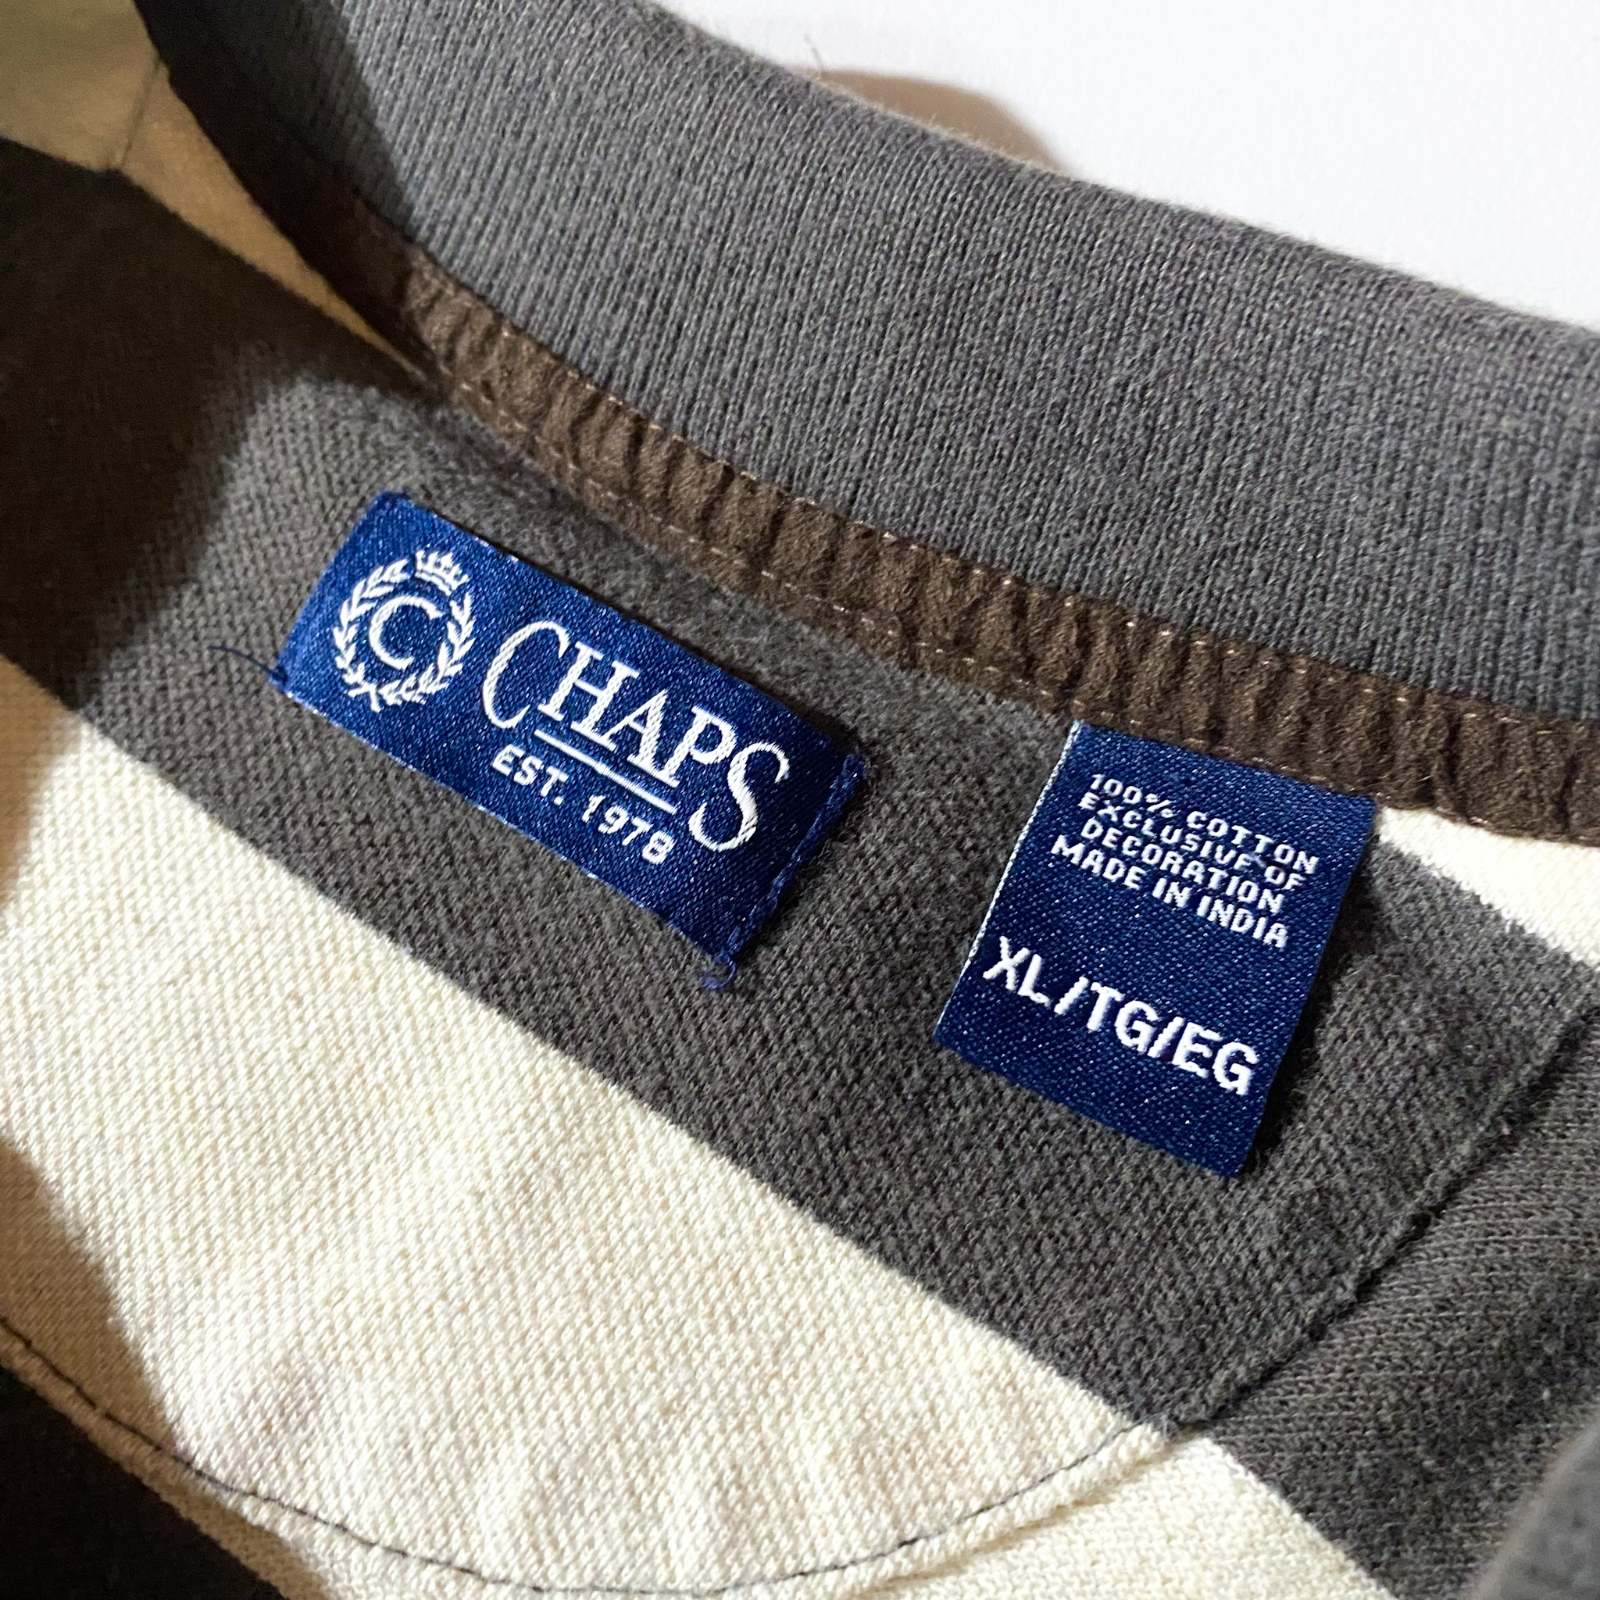 C
CHAPS
EST. 1978
100% COTTON
EXCLUSIVE OF
DECORATION
MADE IN INDIA
XL/TG/EG